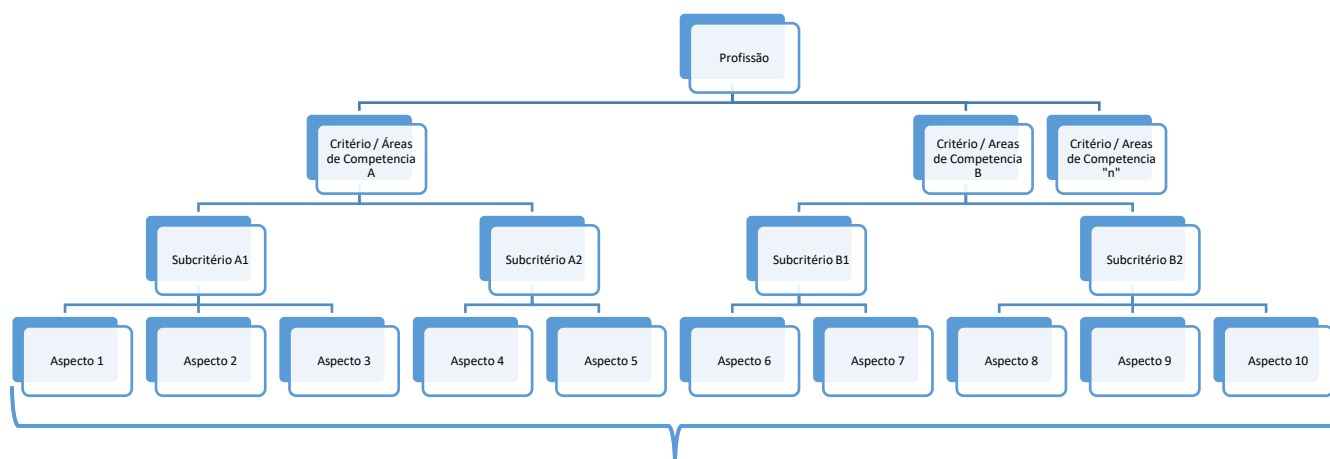 Profissão
Critério / Áreas
de Competencia
A
Critério / Areas
de Competencia
B
Critério / Areas
de Competencia
"n"
Subcritério A1
Subcritério A2
Subcritério B1
Subcritério B2
Aspecto 1
Aspecto 2
Aspecto 3
Aspecto 4
Aspecto 5
Aspecto 6
Aspecto 7
Aspecto 8
Aspecto 9
Aspecto 10